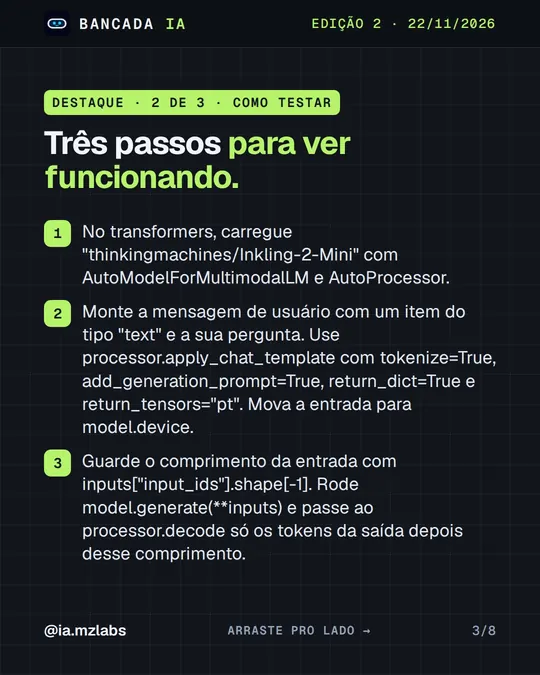 BANCADA IA
EDIÇÃO 2 · 22/11/2026
DESTAQUE · 2 DE 3 · COMO TESTAR
Três passos para ver
funcionando.
1
No transformers, carregue
"thinkingmachines/Inkling-2-Mini" com
AutoModelForMultimodalLM e AutoProcessor.
2
Monte a mensagem de usuário com um item do
tipo "text" e a sua pergunta. Use
processor.apply_chat_template com tokenize=True,
add_generation_prompt=True, return_dict=True e
return_tensors="pt". Mova a entrada para
model.device.
3
Guarde o comprimento da entrada com
inputs["input_ids"].shape[-1]. Rode
model.generate(**inputs) e passe ao
processor.decode só os tokens da saída depois
desse comprimento.
@ia.mzlabs
ARRASTE PRO LADO →
3/8